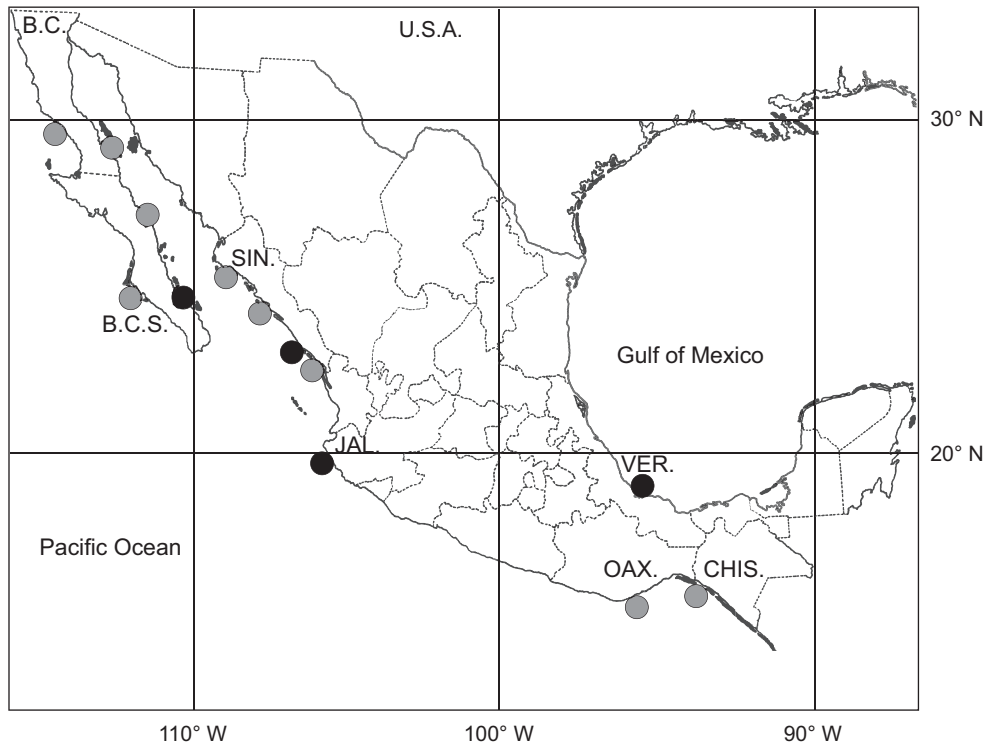 B.C.
U.S.A.
30° N
SIN.
B.C.S.
Gulf of Mexico
JAL.
20° N
VER.
Pacific Ocean
OAX.
CHIS.
110° W
100° W
90° W